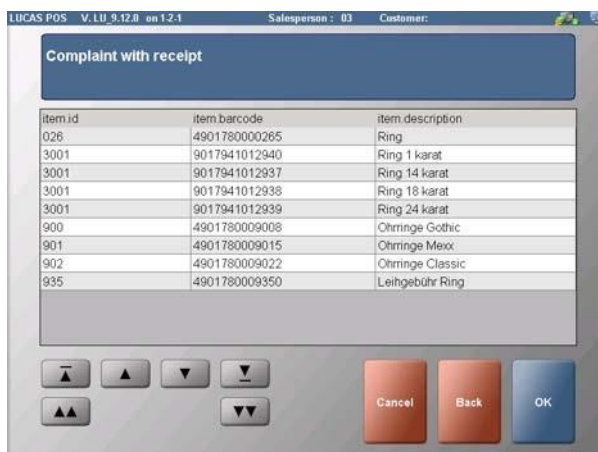 LUCAS POS V. LU_9.12.0 on 1-2-1 Salesperson : 03 Customer:
Complaint with receipt
item.id item.barcode item.description
026 4901780000265 Ring
3001 9017941012940 Ring 1 karat
3001 9017941012937 Ring 14 karat
3001 9017941012938 Ring 18 karat
3001 9017941012939 Ring 24 karat
900 4901780009008 Ohrringe Gothic
901 4901780009015 Ohrringe Mexx
902 4901780009022 Ohrringe Classic
935 4901780009350 Leihgebühr Ring
Cancel Back OK